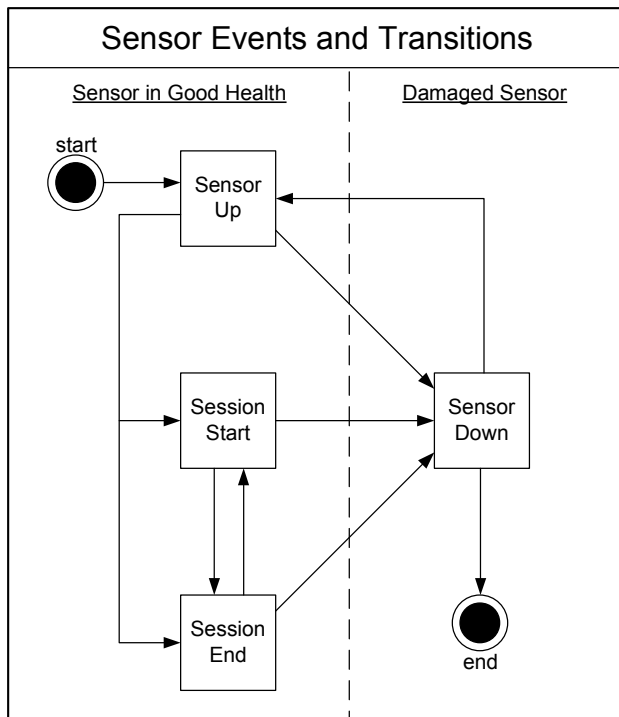 Sensor Events and Transitions
Sensor in Good Health
Damaged Sensor
start
Sensor
Up
Session
Start
Sensor
Down
Session
End
end